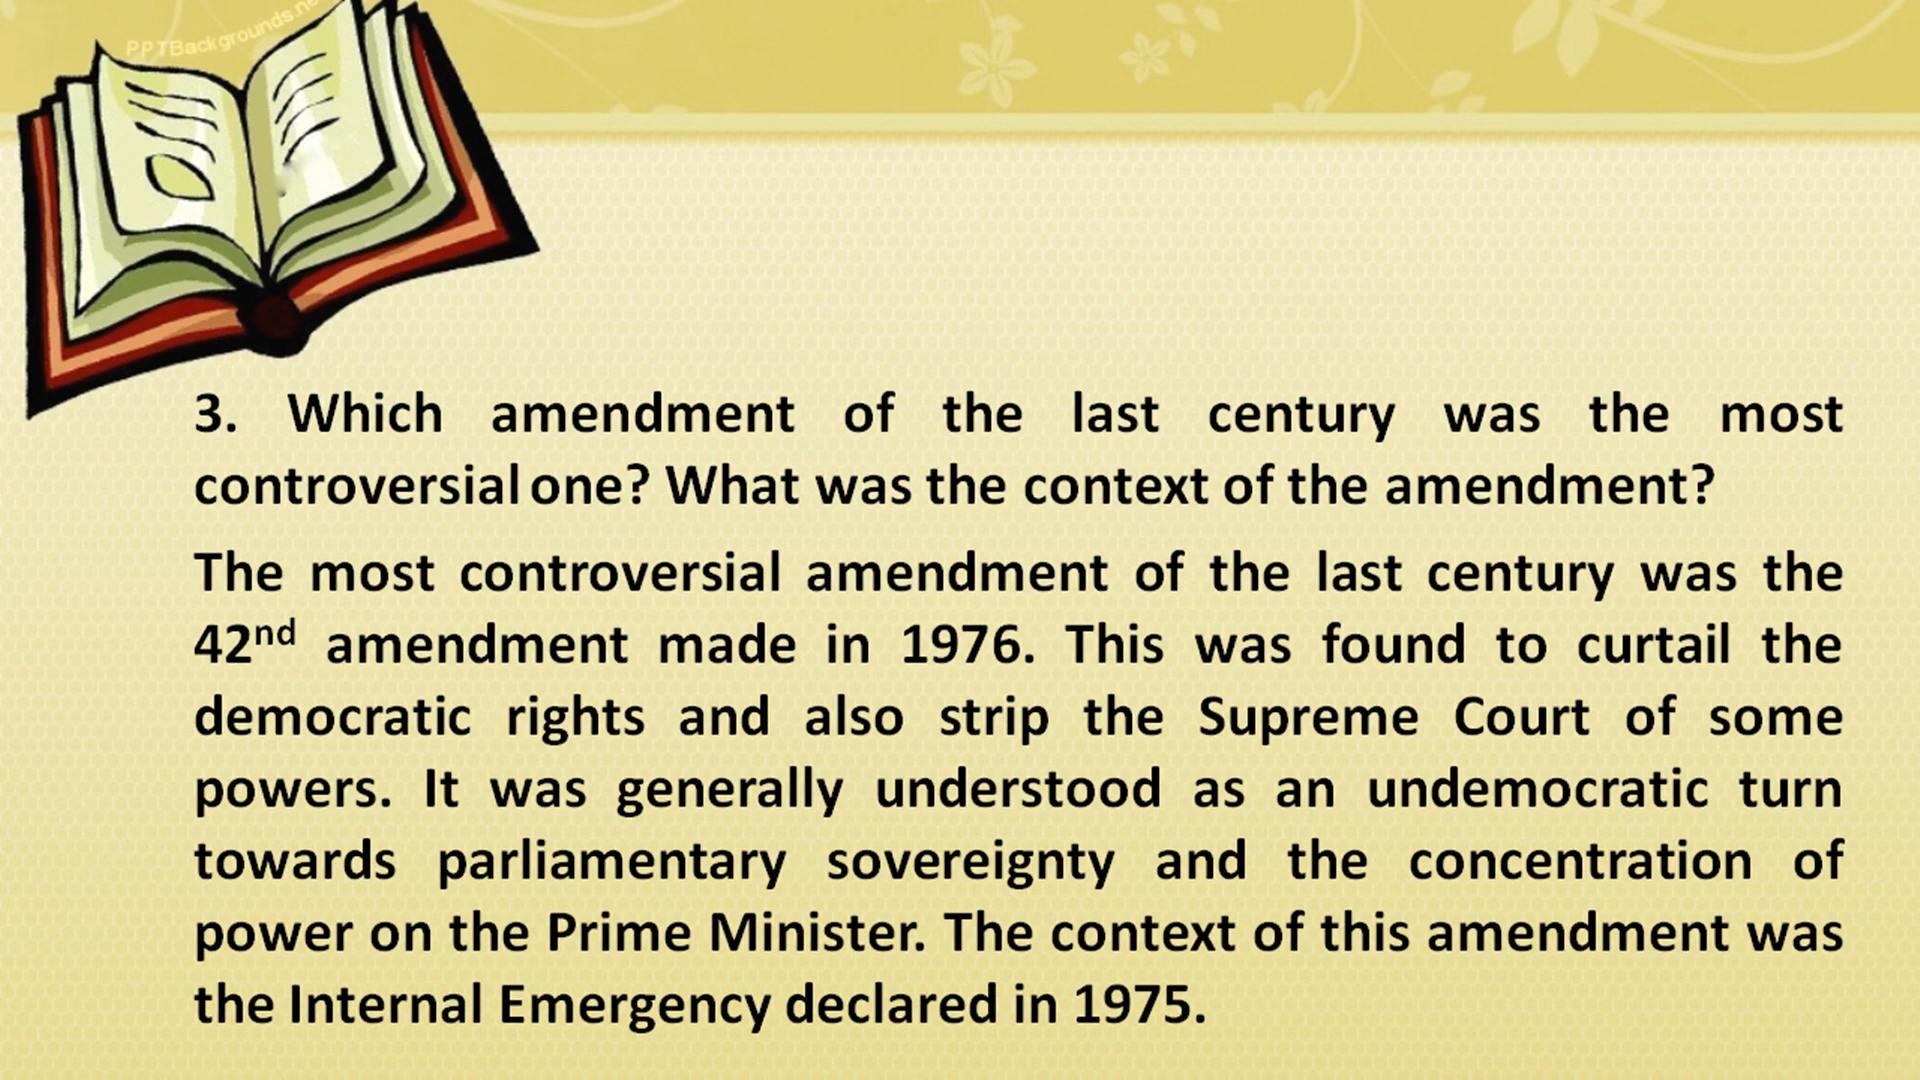 PPTBackgrounds.ne
3. Which amendment of the last century was the most
controversial one? What was the context of the amendment?
The most controversial amendment of the last century was the
42nd amendment made in 1976. This was found to curtail the
democratic rights and also strip the Supreme Court of some
powers. It was generally understood as an undemocratic turn
towards parliamentary sovereignty and the concentration of
power on the Prime Minister. The context of this amendment was
the Internal Emergency declared in 1975.